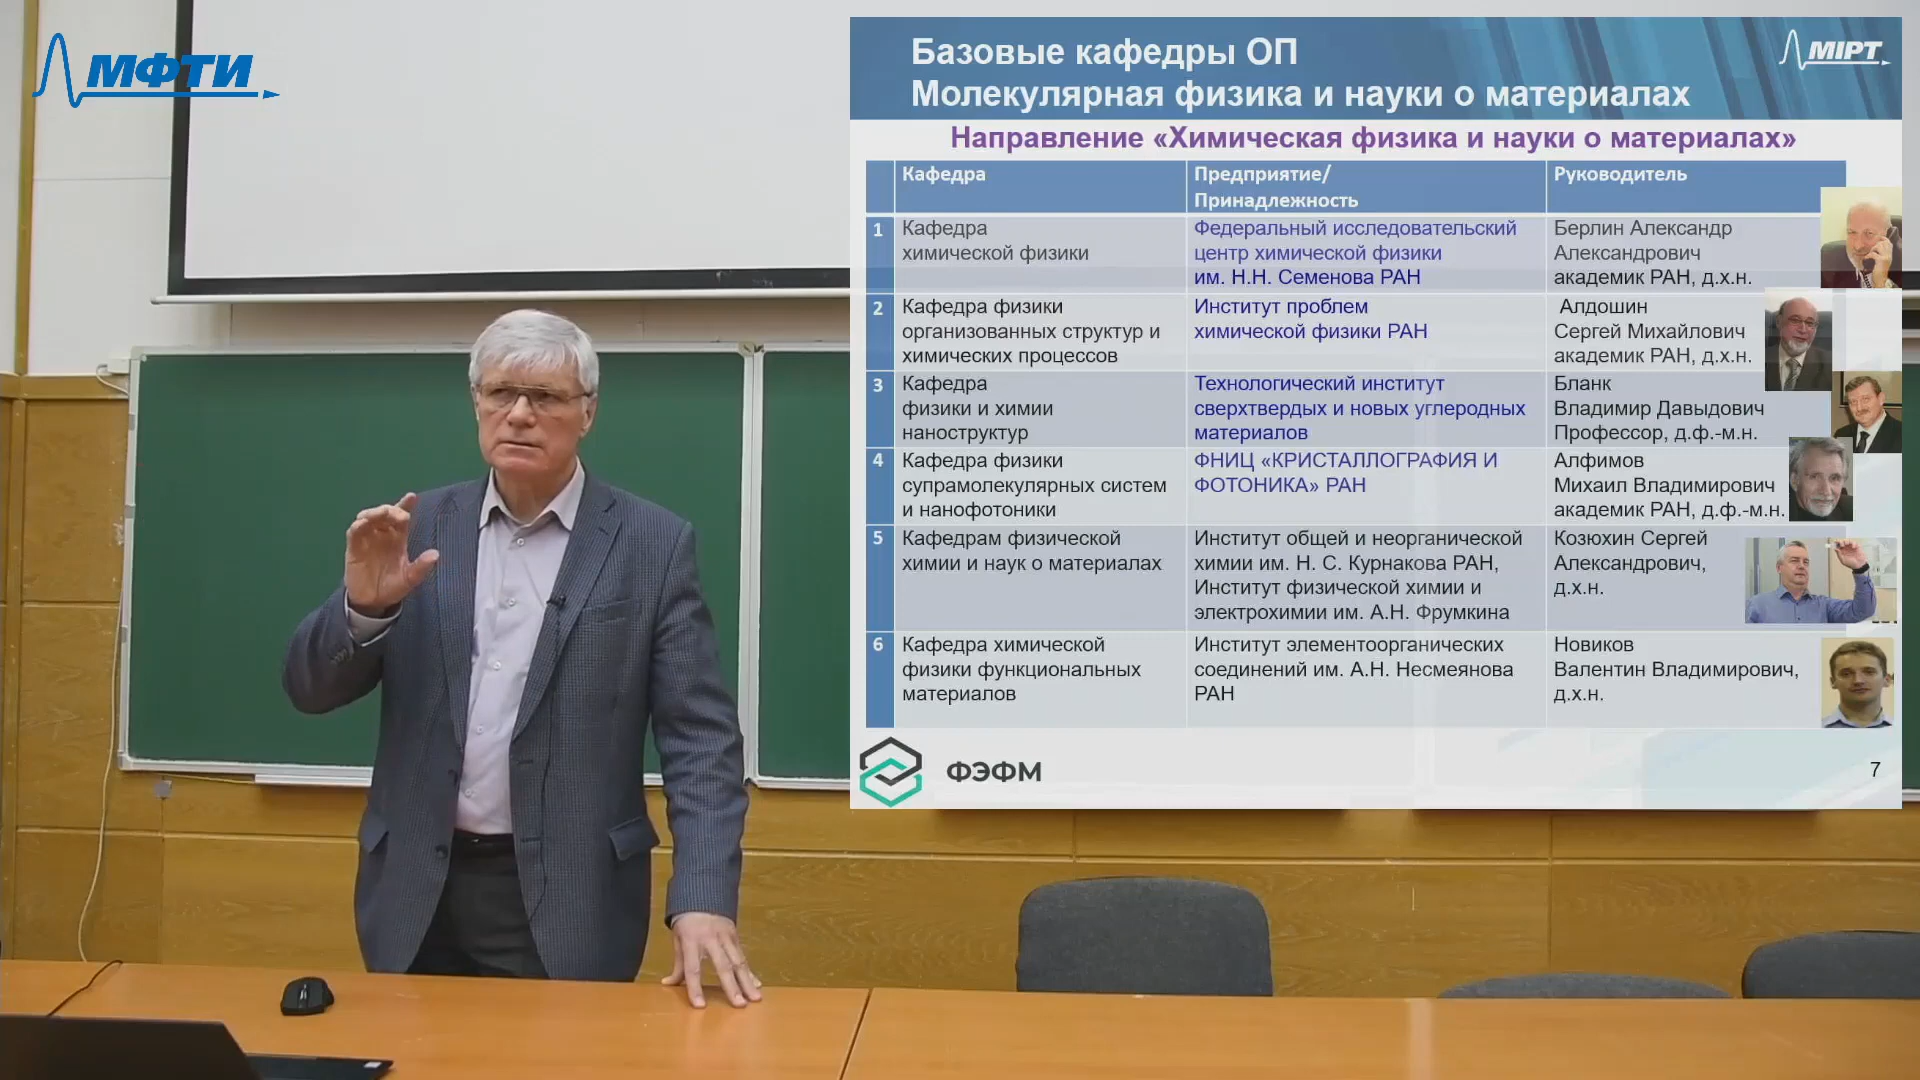 МФТИ
Базовые кафедры ОП
Молекулярная физика и науки о материалах
MIPT
Направление «Химическая физика и науки о материалах»
Кафедра
Предприятие/
Принадлежность
Руководитель
1
Кафедра
химической физики
Федеральный исследовательский
центр химической физики
им. Н.Н. Семенова РАН
Берлин Александр
Александрович
академик РАН, д.х.н.
2
Кафедра физики
организованных структур и
химических процессов
Институт проблем
химической физики РАН
Алдошин
Сергей Михайлович
академик РАН, д.х.н.
3
Кафедра
физики и химии
наноструктур
Технологический институт
сверхтвердых и новых углеродных
материалов
Бланк
Владимир Давыдович
Профессор, д.ф.-м.н.
4
Кафедра физики
супрамолекулярных систем
и нанофотоники
ФНИЦ «КРИСТАЛЛОГРАФИЯ И
ФОТОНИКА» РАН
Алфимов
Михаил Владимирович
академик РАН, д.ф.-м.н.
5
Кафедрам физической
химии и наук о материалах
Институт общей и неорганической
химии им. Н. С. Курнакова РАН,
Институт физической химии и
электрохимии им. А.Н. Фрумкина
Козюхин Сергей
Александрович,
д.х.н.
6
Кафедра химической
физики функциональных
материалов
Институт элементоорганических
соединений им. А.Н. Несмеянова
РАН
Новиков
Валентин Владимирович,
д.х.н.
ФЭФМ
7